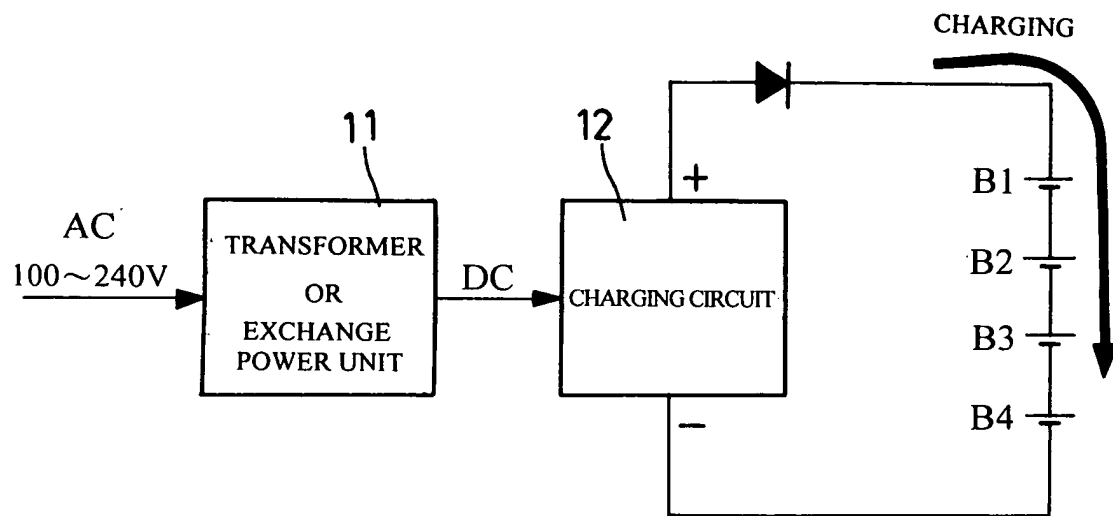 CHARGING
11
12
+
B1
AC
100~240V
TRANSFORMER
OR
EXCHANGE
POWER UNIT
DC
CHARGING CIRCUIT
B2
B3
B4
−